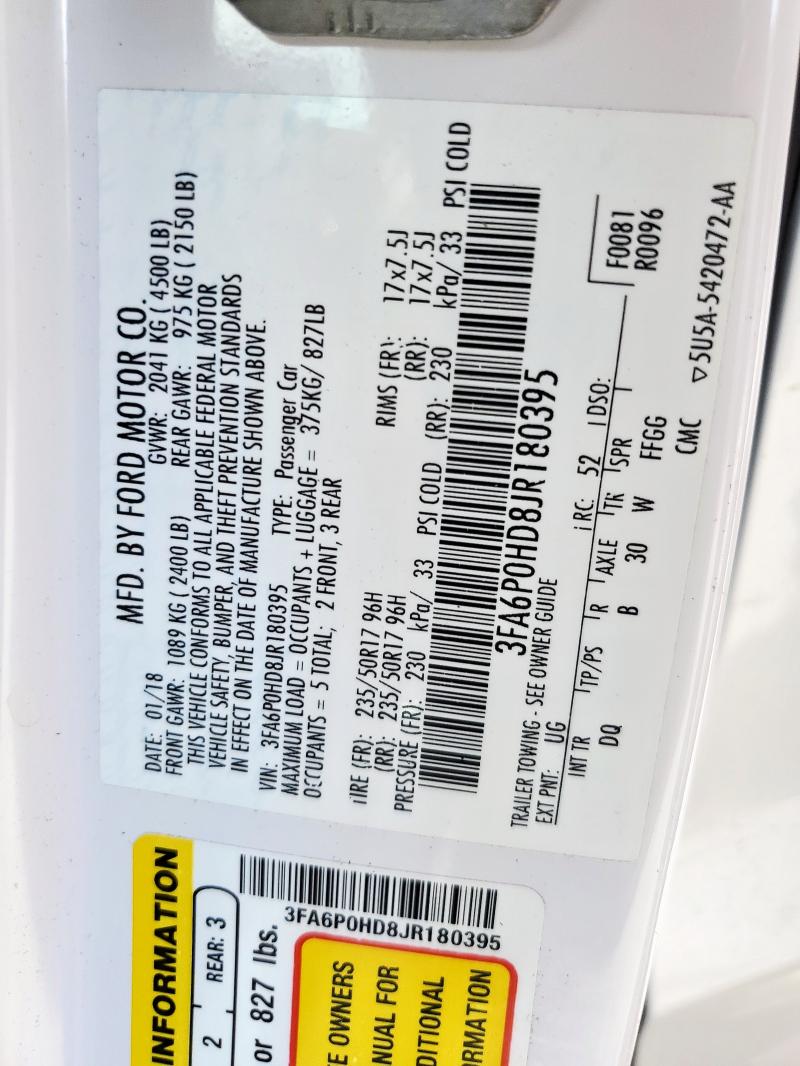 MFD. BY FORD MOTOR CO.
DATE: 01/18 GVWR: 2041 KG ( 4500 LB)
FRONT GAWR: 1089 KG ( 2400 LB) REAR GAWR: 975 KG ( 2150 LB)
THIS VEHICLE CONFORMS TO ALL APPLICABLE FEDERAL MOTOR
VEHICLE SAFETY, BUMPER, AND THEFT PREVENTION STANDARDS
IN EFFECT ON THE DATE OF MANUFACTURE SHOWN ABOVE.
VIN: 3FA6P0HD8JR180395 TYPE: Passenger Car
MAXIMUM LOAD = OCCUPANTS + LUGGAGE = 375KG/ 827LB
OCCUPANTS = 5 TOTAL; 2 FRONT, 3 REAR
TIRE (FR): 235/50R17 96H RIMS (FR): 17x7.5J
(RR): 235/50R17 96H (RR): 17x7.5J
PRESSURE (FR): 230 kPa/ 33 PSI COLD (RR): 230 kPa/ 33 PSI COLD
3FA6P0HD8JR180395
TRAILER TOWING - SEE OWNER GUIDE F0081
EXT PNT: UG RC: 52 DSO: R0096
INT TR TP/PS R AXLE TR SPR
DQ B 30 W FFGG
CMC
▽5U5A-5420472-AA
INFORMATION
2 REAR: 3
or 827 lbs.
3FA6P0HD8JR180395
E OWNERS
NUAL FOR
DITIONAL
RMATION